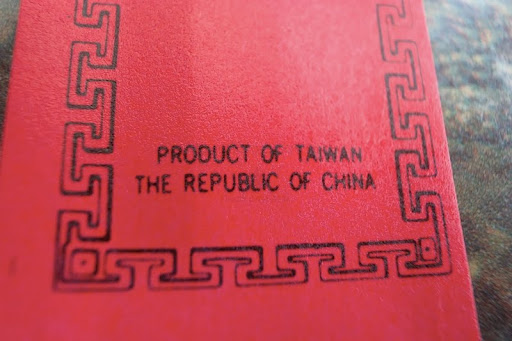 PRODUCT OF TAIWAN
THE REPUBLIC OF CHINA